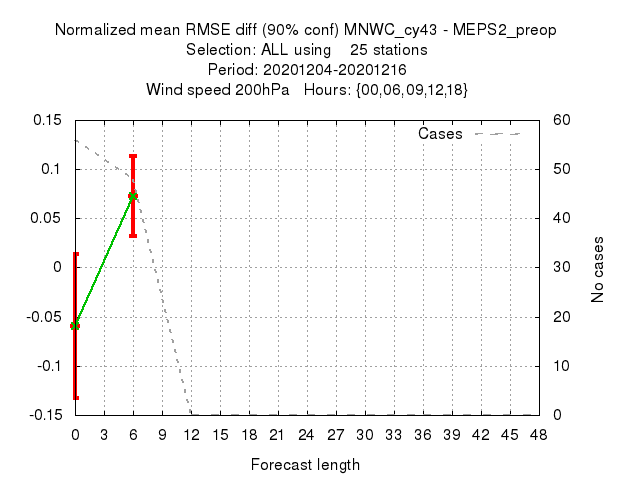 Normalized mean RMSE diff (90% conf) MNWC_cy43 - MEPS2_preop
Selection: ALL using 25 stations
Period: 20201204-20201216
Wind speed 200hPa Hours: {00,06,09,12,18}
0.15
0.1
0.05
0
-0.05
-0.1
-0.15
Cases
60
50
40
30
20
10
0
No cases
0 3 6 9 12 15 18 21 24 27 30 33 36 39 42 45 48
Forecast length